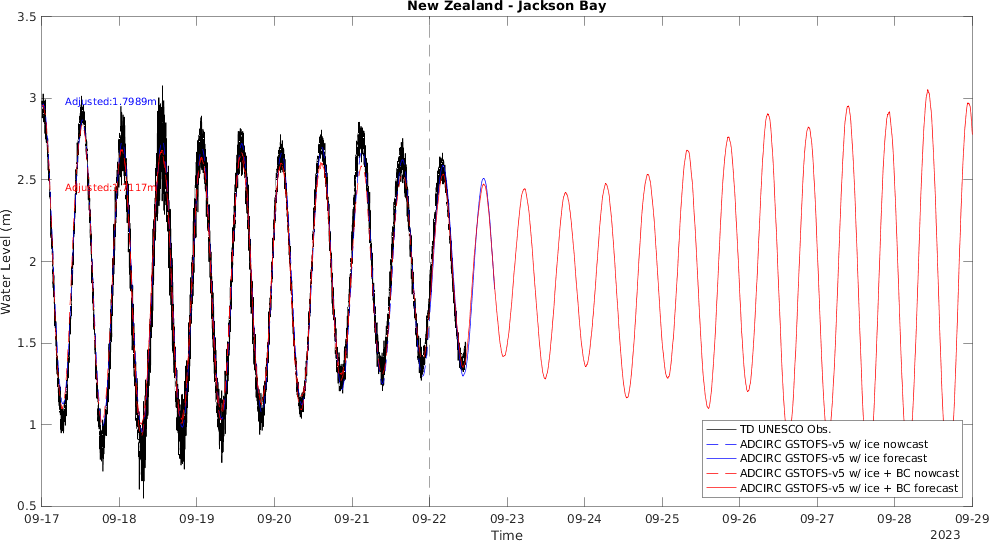 New Zealand - Jackson Bay
3.5
3
2.5
2
1.5
1
0.5
Water Level (m)
Adjusted:1.7989m
TD UNESCO Obs.
ADCIRC GSTOFS-v5 w/ ice nowcast
ADCIRC GSTOFS-v5 w/ ice forecast
ADCIRC GSTOFS-v5 w/ ice + BC nowcast
ADCIRC GSTOFS-v5 w/ ice + BC forecast
09-17 09-18 09-19 09-20 09-21 09-22 09-23 09-24 09-25 09-26 09-27 09-28 09-29
Time
2023